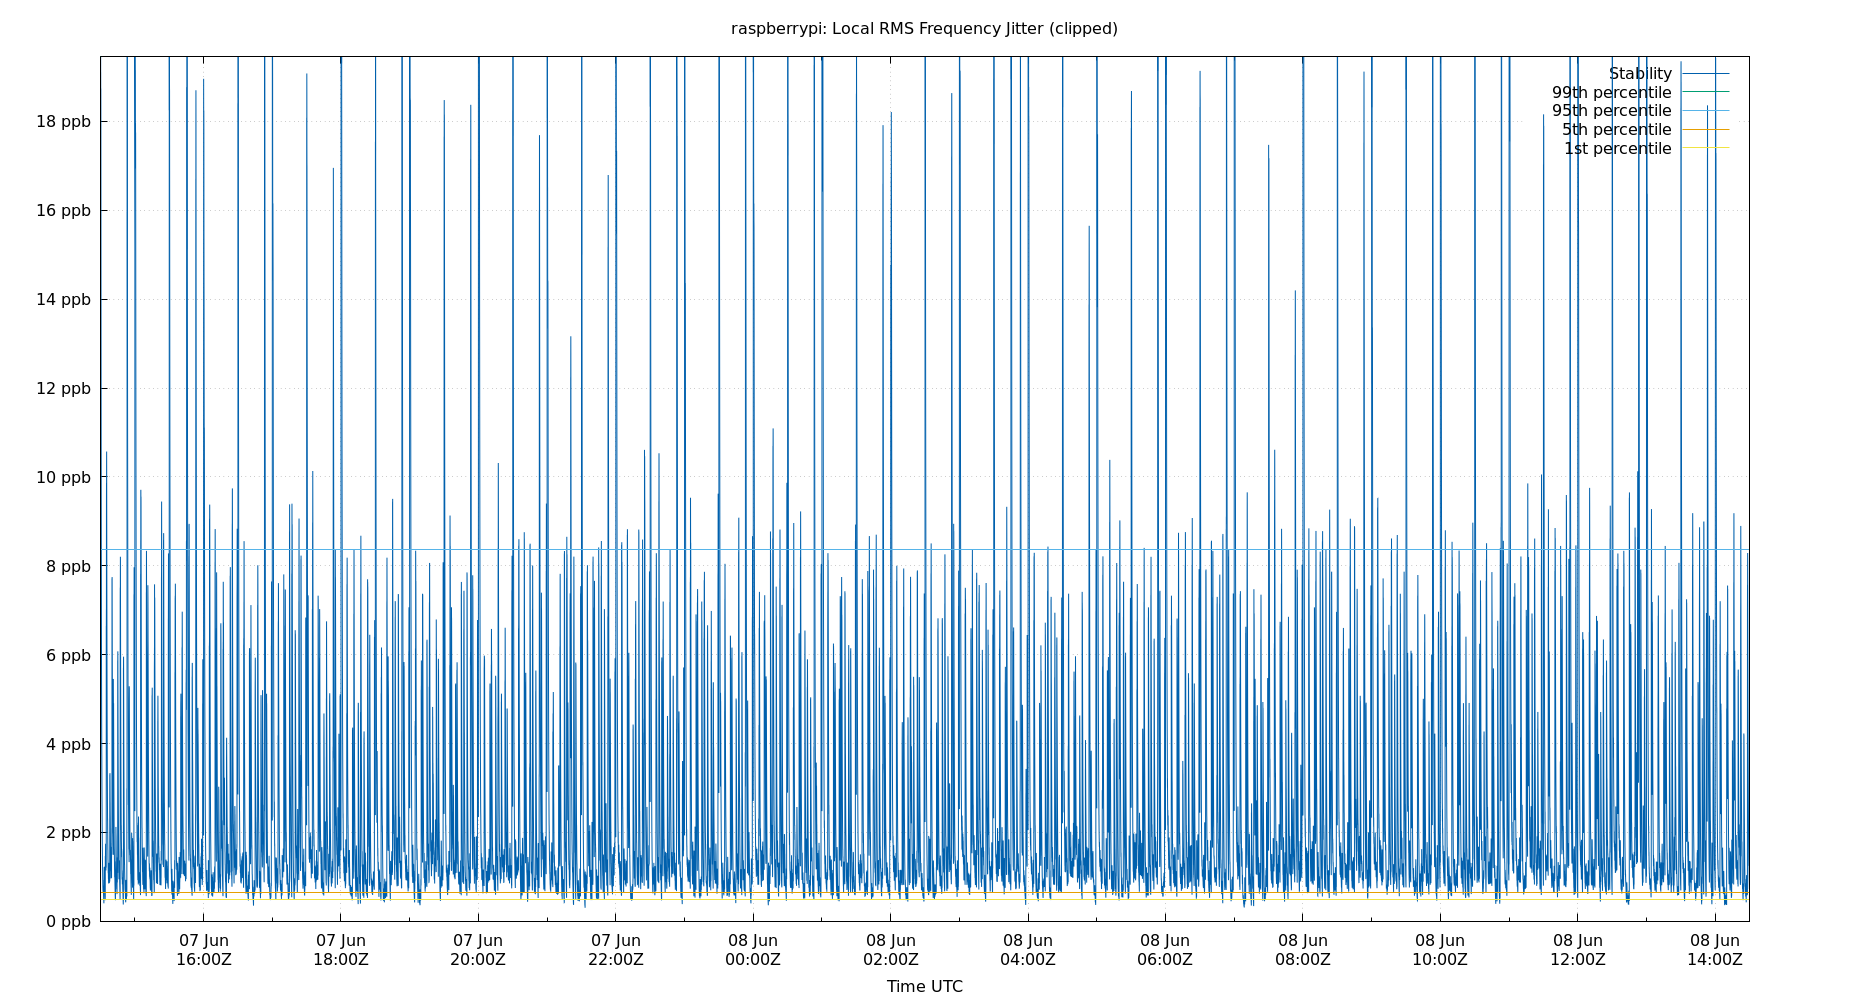 raspberrypi: Local RMS Frequency Jitter (clipped)
Stability
99th percentile
95th percentile
5th percentile
1st percentile
18 ppb
16 ppb
14 ppb
12 ppb
10 ppb
8 ppb
6 ppb
4 ppb
2 ppb
0 ppb
07 Jun 07 Jun 07 Jun 07 Jun 08 Jun 08 Jun 08 Jun 08 Jun 08 Jun 08 Jun 08 Jun 08 Jun
16:00Z 18:00Z 20:00Z 22:00Z 00:00Z 02:00Z 04:00Z 06:00Z 08:00Z 10:00Z 12:00Z 14:00Z
Time UTC